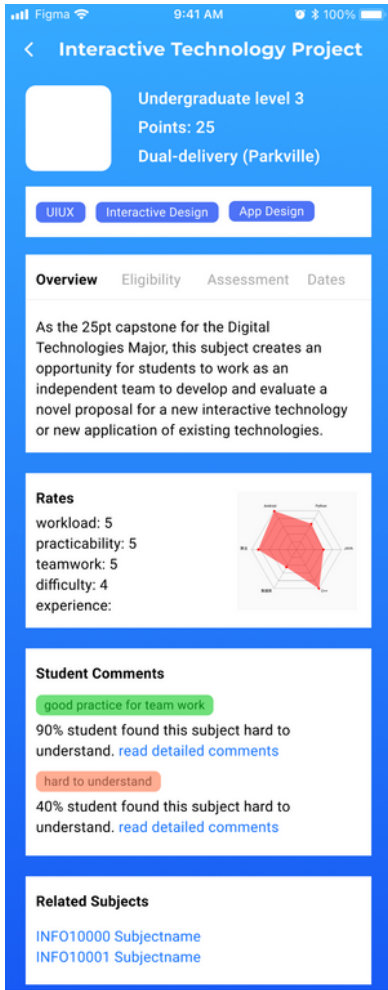 Figma
9:41 AM
100%
Interactive Technology Project
Undergraduate level 3
Points: 25
Dual-delivery (Parkville)
UIUX
Interactive Design
App Design
Overview
Eligibility
Assessment
Dates
As the 25pt capstone for the Digital
Technologies Major, this subject creates an
opportunity for students to work as an
independent team to develop and evaluate a
novel proposal for a new interactive technology
or new application of existing technologies.
Rates
workload: 5
practicability: 5
teamwork: 5
difficulty: 4
experience:
Android
Python
Student Comments
good practice for team work
90% student found this subject hard to
understand. read detailed comments
hard to understand
40% student found this subject hard to
understand. read detailed comments
Related Subjects
INFO10000 Subjectname
INFO10001 Subjectname